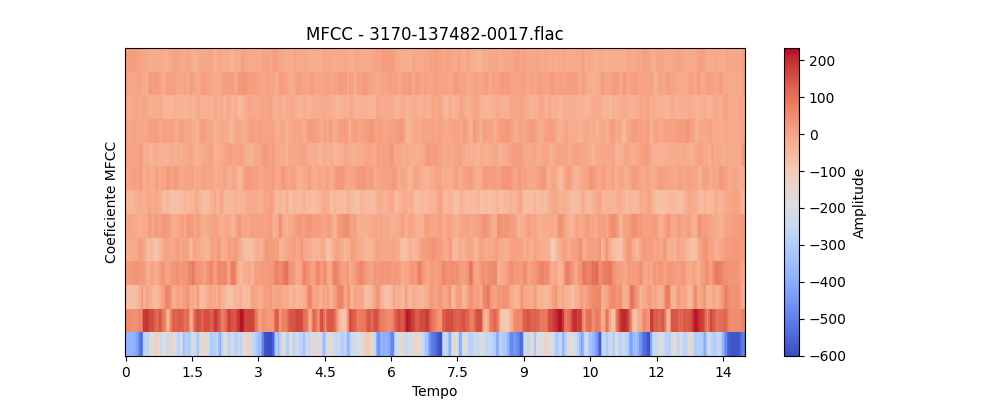 MFCC - 3170-137482-0017.flac
Coeficiente MFCC
0 1.5 3 4.5 6 7.5 9 10 12 14
Tempo
200
100
0
−100
−200
−300
−400
−500
−600
Amplitude